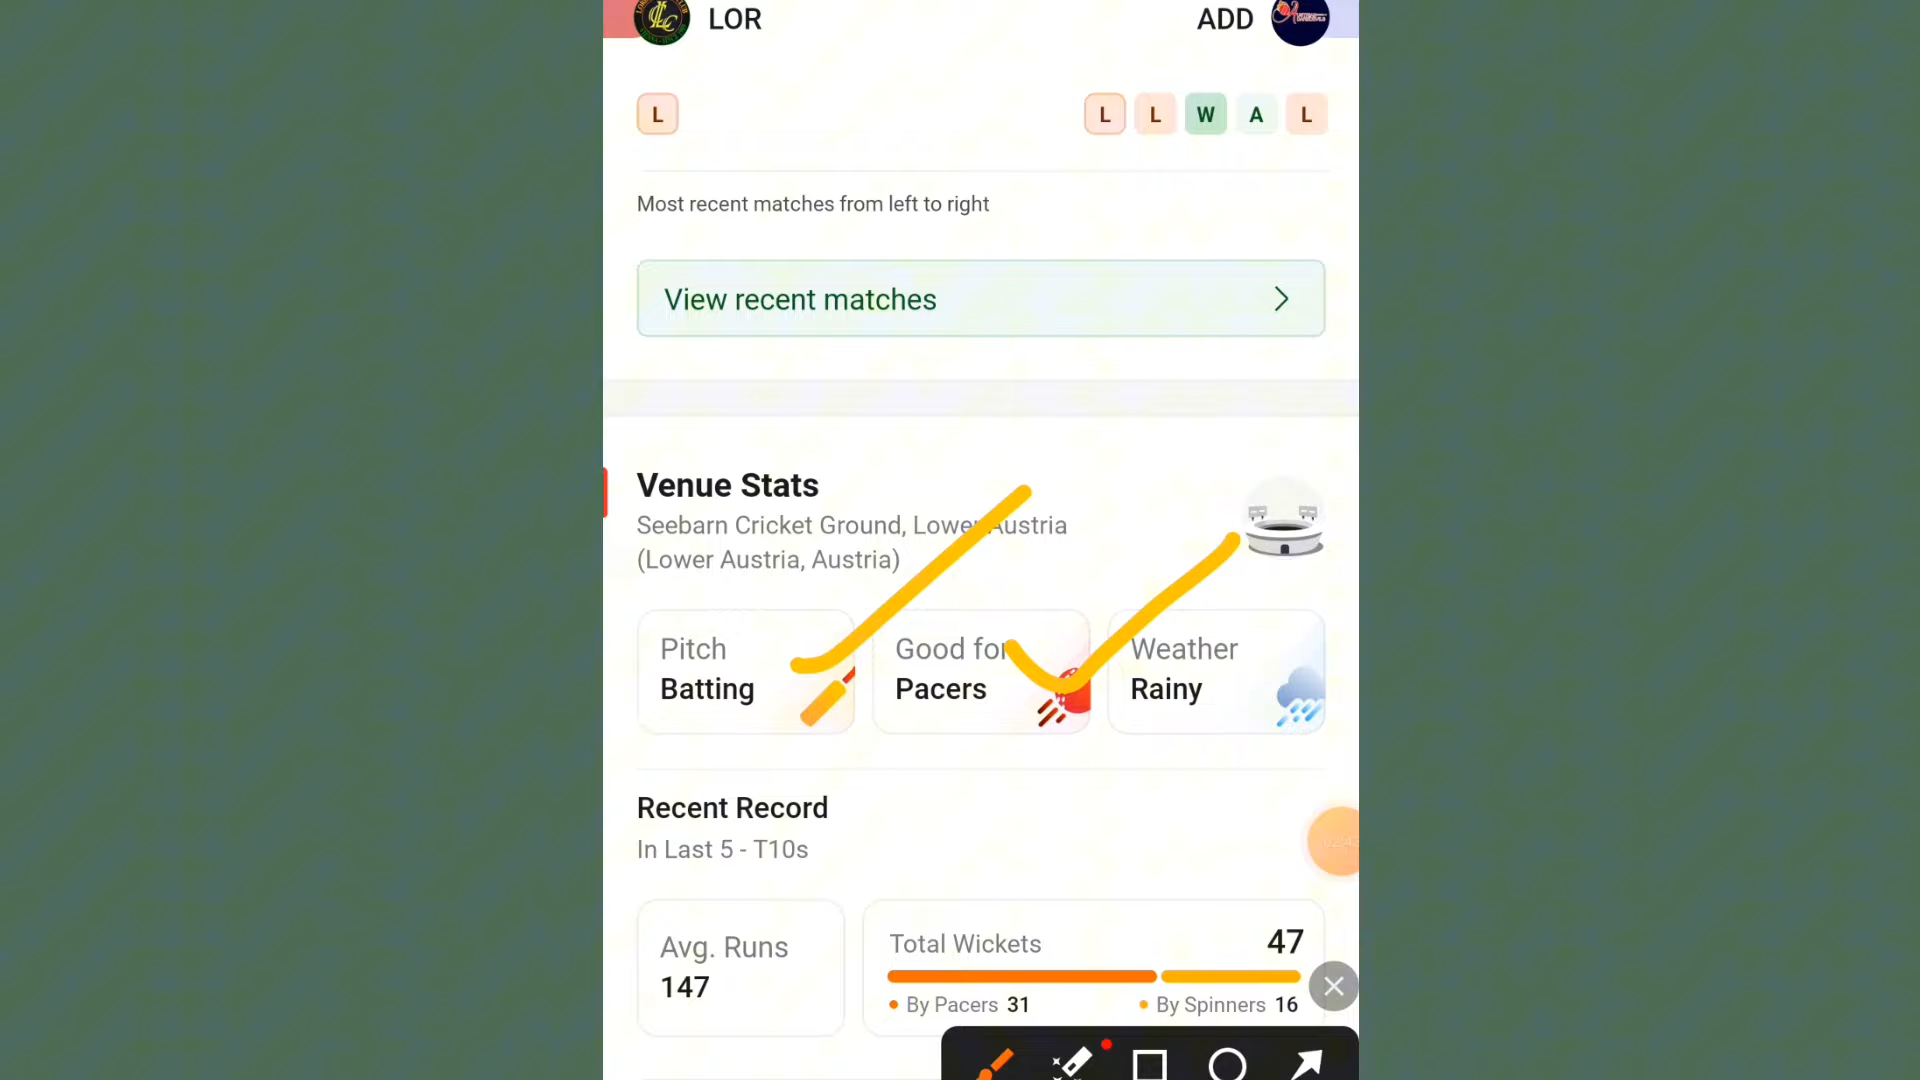 LOR
ADD
L
L L W A L
Most recent matches from left to right
View recent matches
Venue Stats
Seebarn Cricket Ground, Lower Austria
(Lower Austria, Austria)
Pitch
Batting
Good for
Pacers
Weather
Rainy
Recent Record
In Last 5 - T10s
Avg. Runs
147
Total Wickets
47
By Pacers 31
By Spinners 16